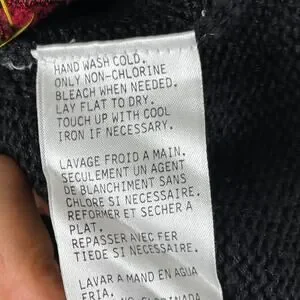 HAND WASH COLD.
ONLY NON-CHLORINE
BLEACH WHEN NEEDED.
LAY FLAT TO DRY.
TOUCH UP WITH COOL
IRON IF NECESSARY.
LAVAGE FROID A MAIN.
SEULEMENT UN AGENT
DE BLANCHIMENT SANS
CHLORE SI NECESSAIRE.
REFORMER ET SECHER A
PLAT.
REPASSER AVEC FER
TIEDE SI NECESSAIRE.
LAVAR A MAND EN AGUA
FRIA.